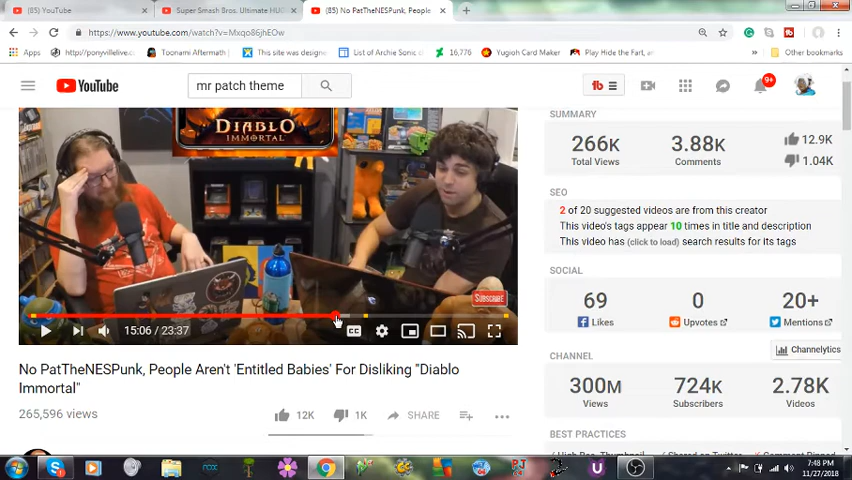 (85) YouTube
Super Smash Bros. Ultimate HUG
(85) No PatTheNESPunk, People
https://www.youtube.com/watch?v=Mxqo86jhEOw
Apps
http://ponyvillelive.c
Toonami Aftermath
This site was designe
List of Archie Sonic c
16,776
Yugioh Card Maker
Play Hide the Fart, an
Other bookmarks
YouTube
mr patch theme
9+
DIABLO
IMMORTAL
SUBSCRIBE
15:06 / 23:37
CC
No PatTheNESPunk, People Aren't 'Entitled Babies' For Disliking "Diablo
Immortal"
265,596 views
12K
1K
SHARE
SUMMARY
266K
Total Views
3.88K
Comments
12.9K
1.04K
SEO
2 of 20 suggested videos are from this creator
This video's tags appear 10 times in title and description
This video has (click to load) search results for its tags
SOCIAL
69
Likes
0
Upvotes
20+
Mentions
Channelytics
CHANNEL
300M
Views
724K
Subscribers
2.78K
Videos
BEST PRACTICES
7:48 PM
11/27/2018